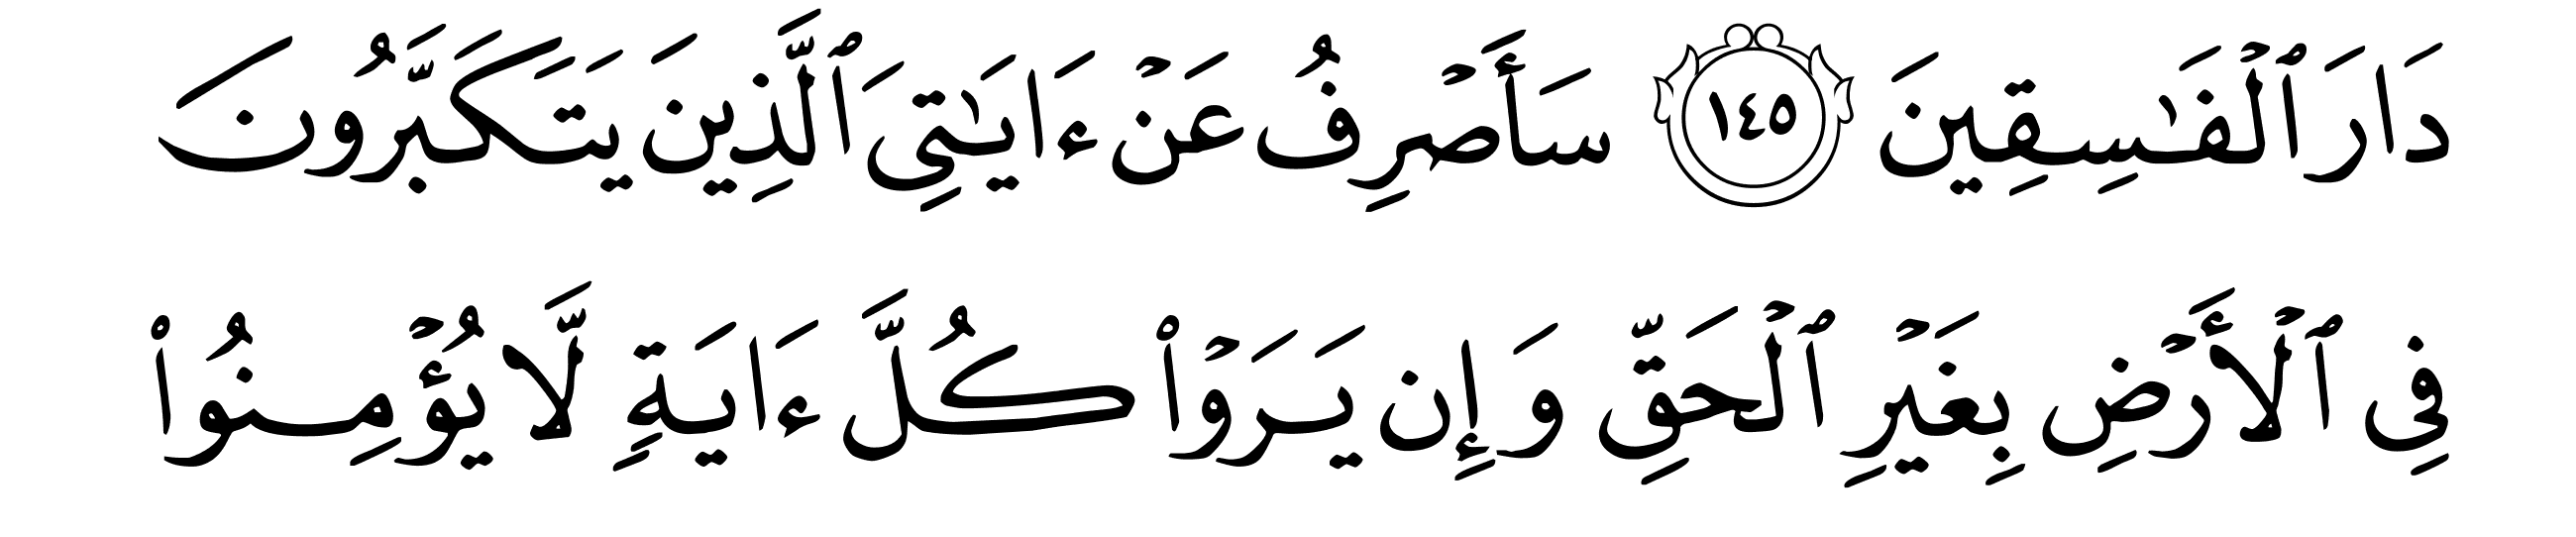 دَارَ ٱلۡفَـٰسِقِينَ ١٤٥ سَأَصۡرِفُ عَنۡ ءَايَـٰتِیَ ٱلَّذِينَ يَتَكَبَّرُونَ
فِي ٱلۡأَرۡضِ بِغَيۡرِ ٱلۡحَقِّ وَإِن يَرَوۡاْ كُلَّ ءَايَةٍ لَّا يُؤۡمِنُواْ